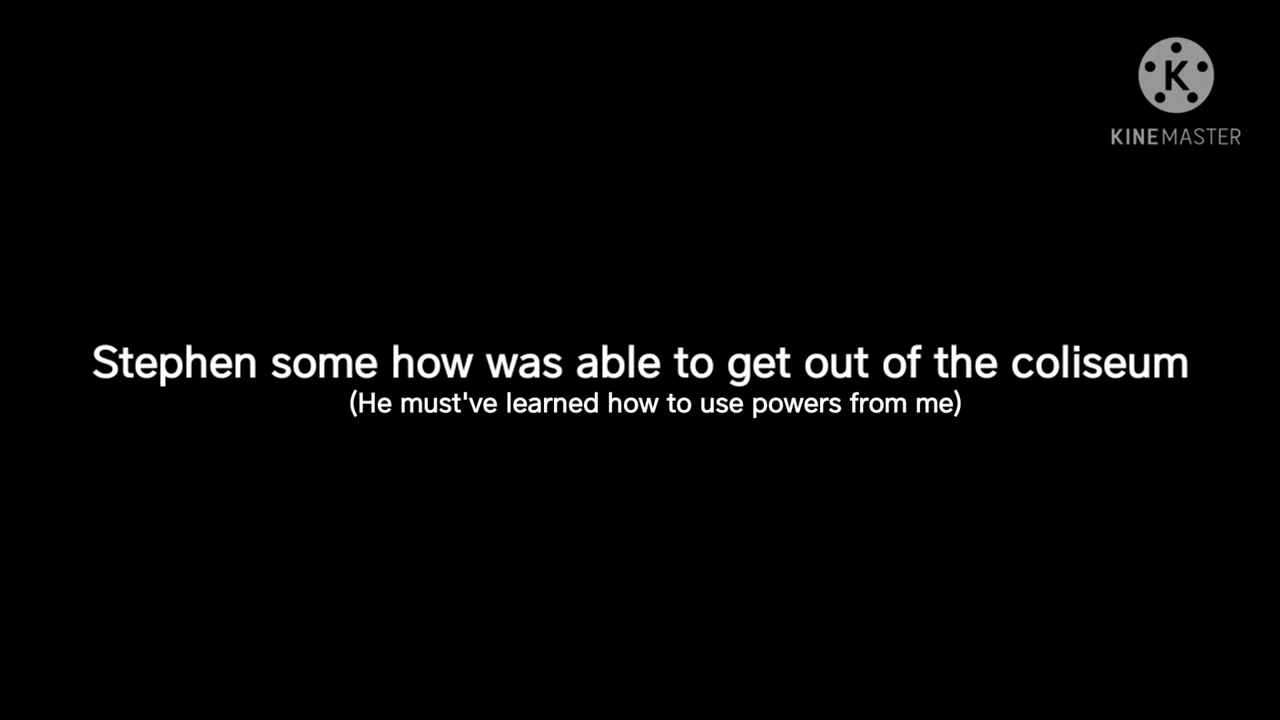 K
KINEMASTER
Stephen some how was able to get out of the coliseum
(He must've learned how to use powers from me)